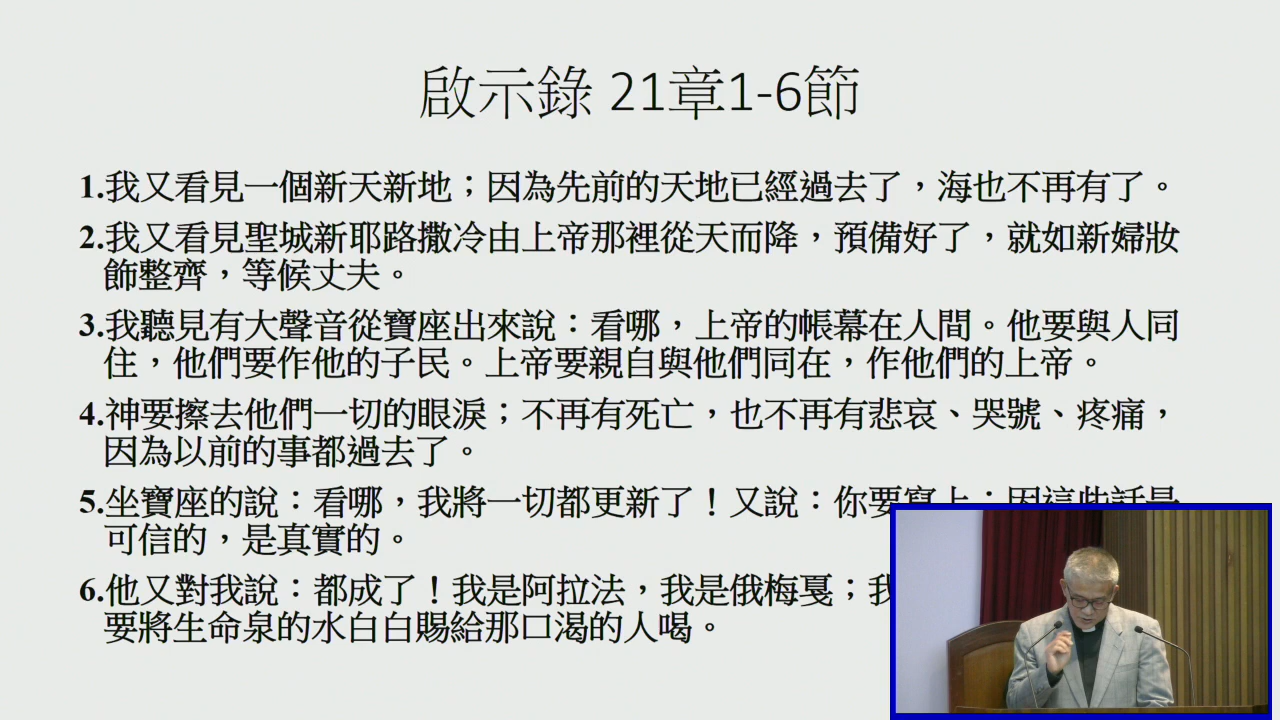 啟示錄 21章1-6節
1.我又看見一個新天新地；因為先前的天地已經過去了，海也不再有了。
2.我又看見聖城新耶路撒冷由上帝那裡從天而降，預備好了，就如新婦妝
飾整齊，等候丈夫。
3.我聽見有大聲音從寶座出來說：看哪，上帝的帳幕在人間。他要與人同
住，他們要作他的子民。上帝要親自與他們同在，作他們的上帝。
4.神要擦去他們一切的眼淚；不再有死亡，也不再有悲哀、哭號、疼痛，
因為以前的事都過去了。
5.坐寶座的說：看哪，我將一切都更新了！又說：你要寫上；因這些話是
可信的，是真實的。
6.他又對我說：都成了！我是阿拉法，我是俄梅戛；我
要將生命泉的水白白賜給那口渴的人喝。